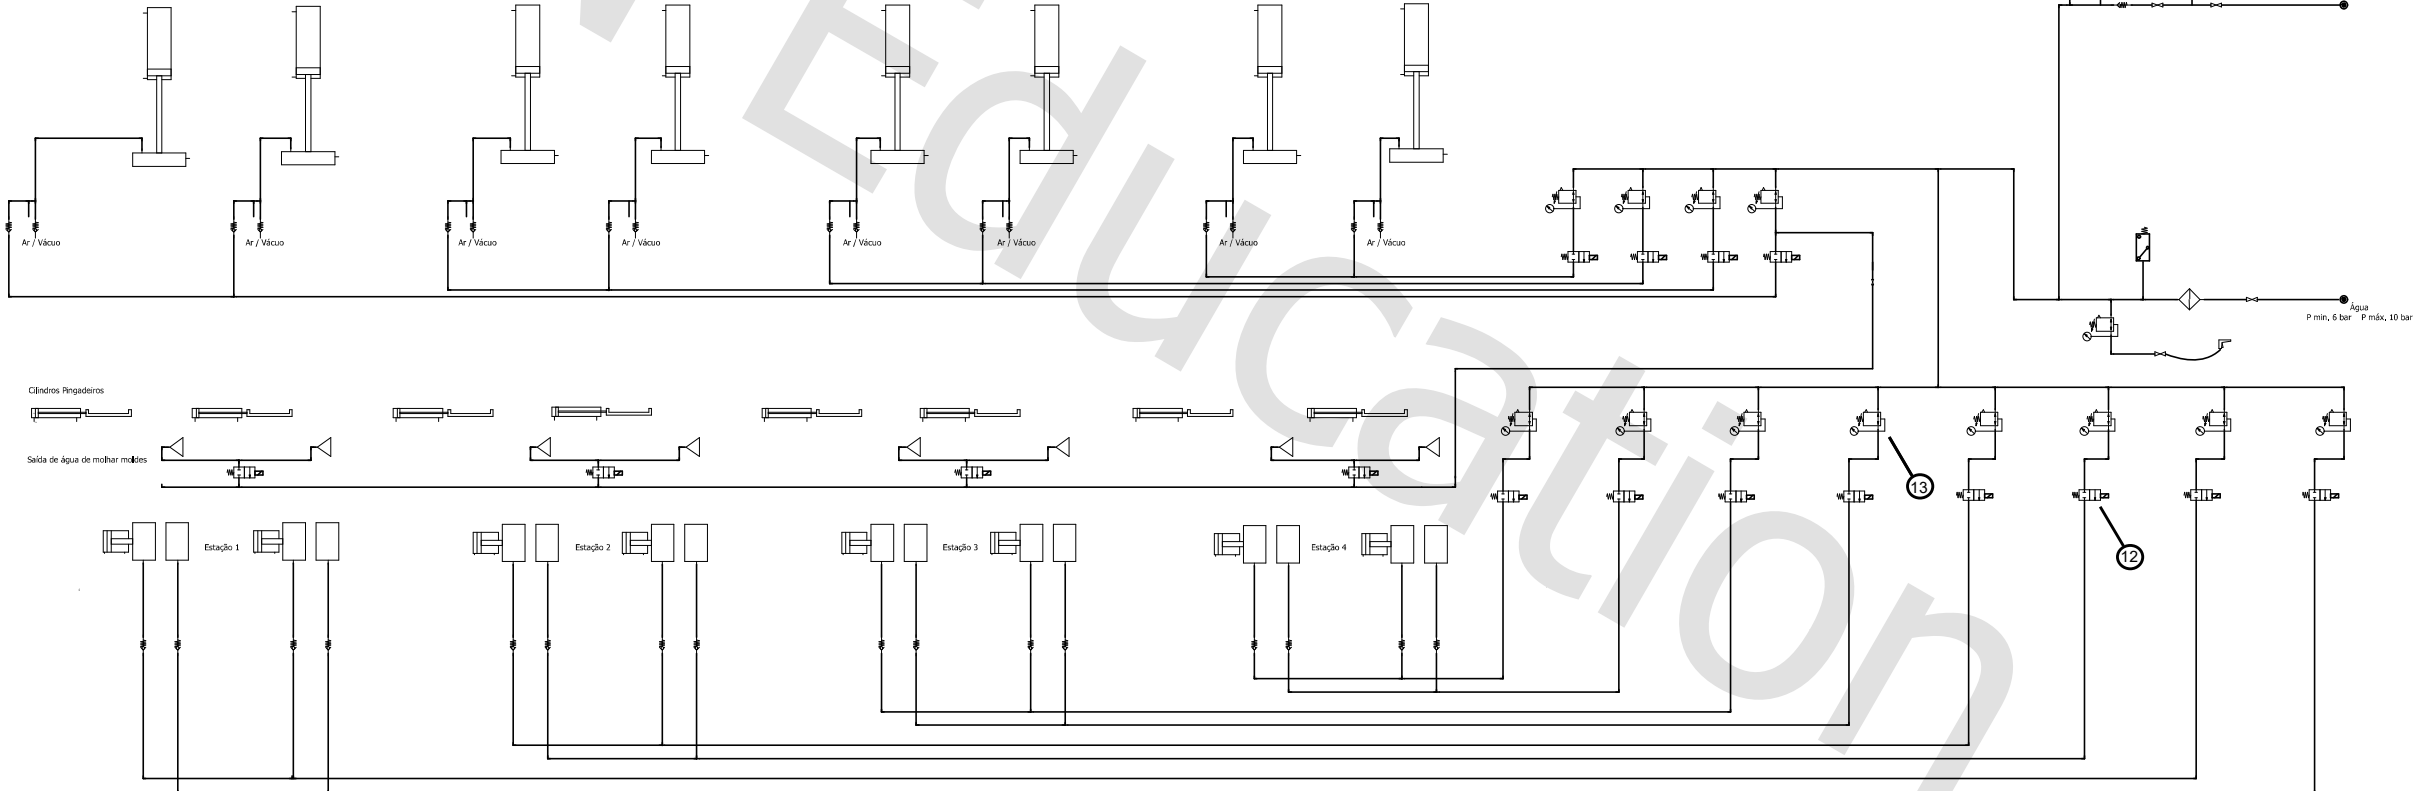 Ar / Vácuo
Ar / Vácuo
Ar / Vácuo
Ar / Vácuo
Ar / Vácuo
Ar / Vácuo
Ar / Vácuo
Ar / Vácuo
Água
P min, 6 bar P máx, 10 bar
Cilindros Pingadeiros
Saída de água de molhar moldes
13
12
Estação 1
Estação 2
Estação 3
Estação 4
Education